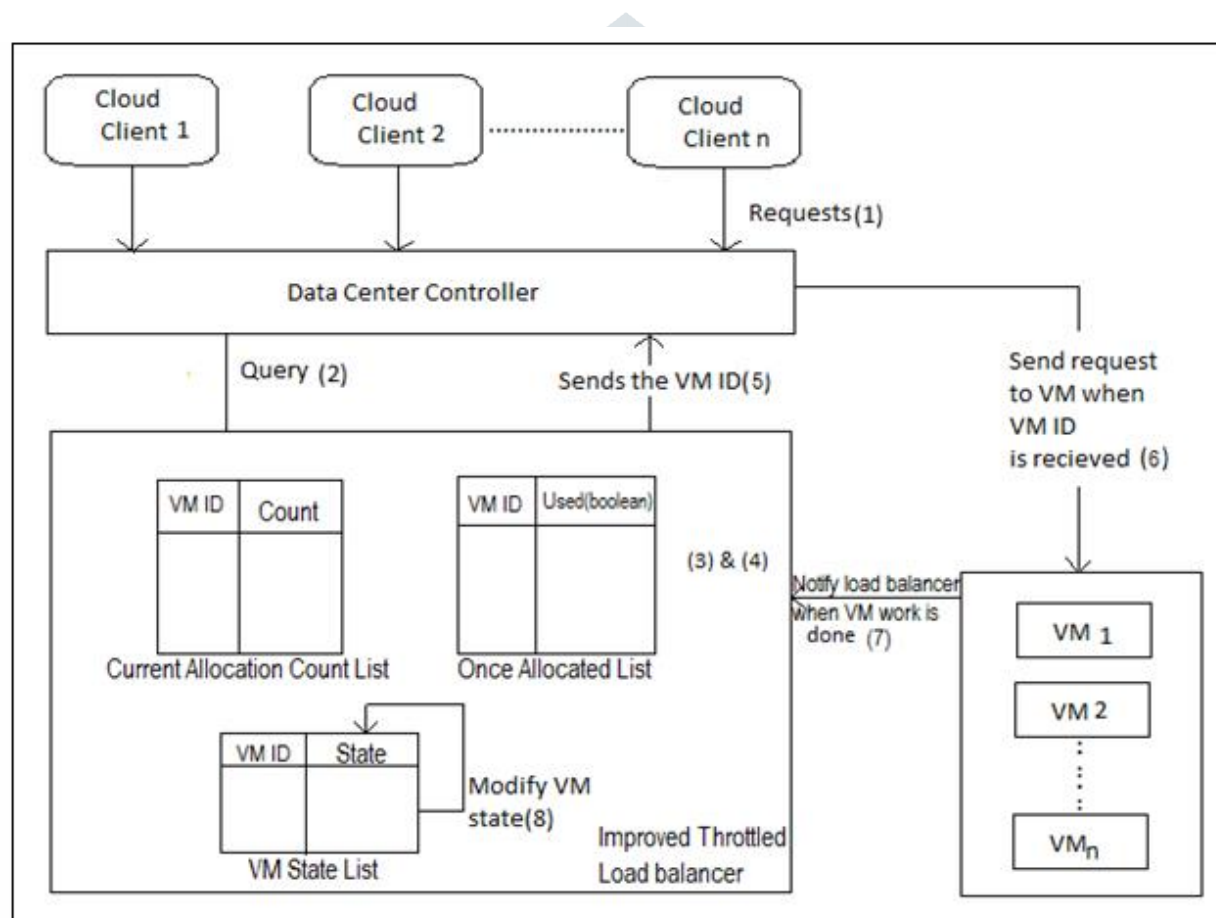 Cloud
Client 1
Cloud
Client 2
Cloud
Client n
Requests(1)
Data Center Controller
Query (2)
Sends the VM ID(5)
Send request
to VM when
VM ID
is recieved (6)
VM ID
Count
Current Allocation Count List
VM ID
Used(boolean)
Once Allocated List
(3) & (4)
Notify load balancer
when VM work is
done (7)
VM 1
VM 2
VMn
VM ID
State
VM State List
Modify VM
state(8)
Improved Throttled
Load balancer